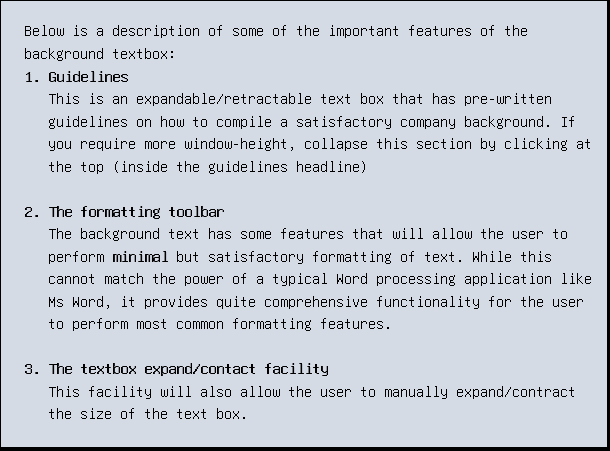 Below is a description of some of the important features of the
background textbox:
1. Guidelines
This is an expandable/retractable text box that has pre-written
guidelines on how to compile a satisfactory company background. If
you require more window-height, collapse this section by clicking at
the top (inside the guidelines headline)
2. The formatting toolbar
The background text has some features that will allow the user to
perform minimal but satisfactory formatting of text. While this
cannot match the power of a typical Word processing application like
Ms Word, it provides quite comprehensive functionality for the user
to perform most common formatting features.
3. The textbox expand/contact facility
This facility will also allow the user to manually expand/contract
the size of the text box.